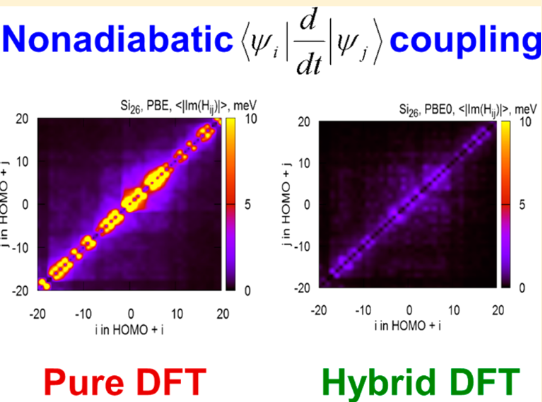 Nonadiabatic ⟨ψᵢ|d/dt|ψⱼ⟩ coupling
Si₂₆, PBE, <|Im(Hᵢⱼ)|>, meV
20
10
0
-10
-20
j in HOMO + j
-20
-10
0
10
20
i in HOMO + i
10
5
0
Si₂₆, PBE0, <|Im(Hᵢⱼ)|>, meV
20
10
0
-10
-20
j in HOMO + j
-20
-10
0
10
20
i in HOMO + i
10
5
0
Pure DFT
Hybrid DFT